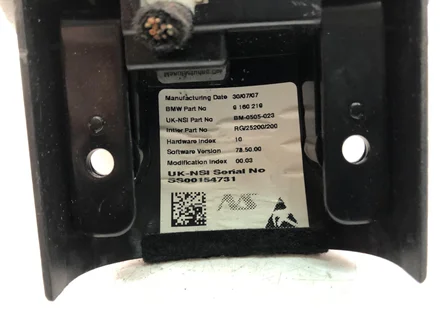 Manufacturing Date 30/07/07
BMW Part No 9 160 219
UK-NSI Part No BM-0505-023
Intier Part No RG/25200/200
Hardware Index 10
Software Version 78.50.00
Modification Index 00.03
UK-NSI Serial No
SS00154731